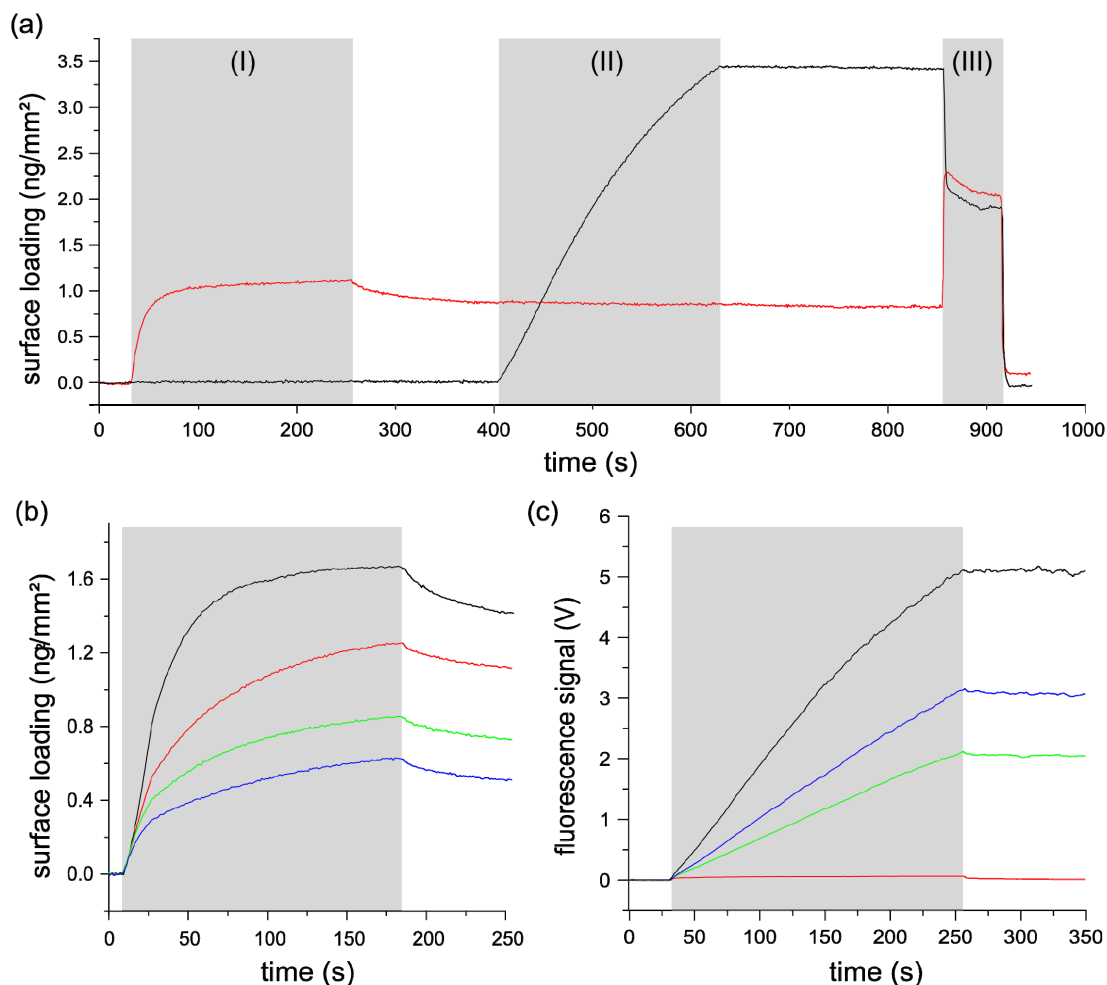 (a)
(I) (II) (III)
surface loading (ng/mm²)
3.5
3.0
2.5
2.0
1.5
1.0
0.5
0.0
0 100 200 300 400 500 600 700 800 900 1000
time (s)
(b)
surface loading (ng/mm²)
1.6
1.2
0.8
0.4
0.0
0 50 100 150 200 250
time (s)
(c)
fluorescence signal (V)
6
5
4
3
2
1
0
0 50 100 150 200 250 300 350
time (s)